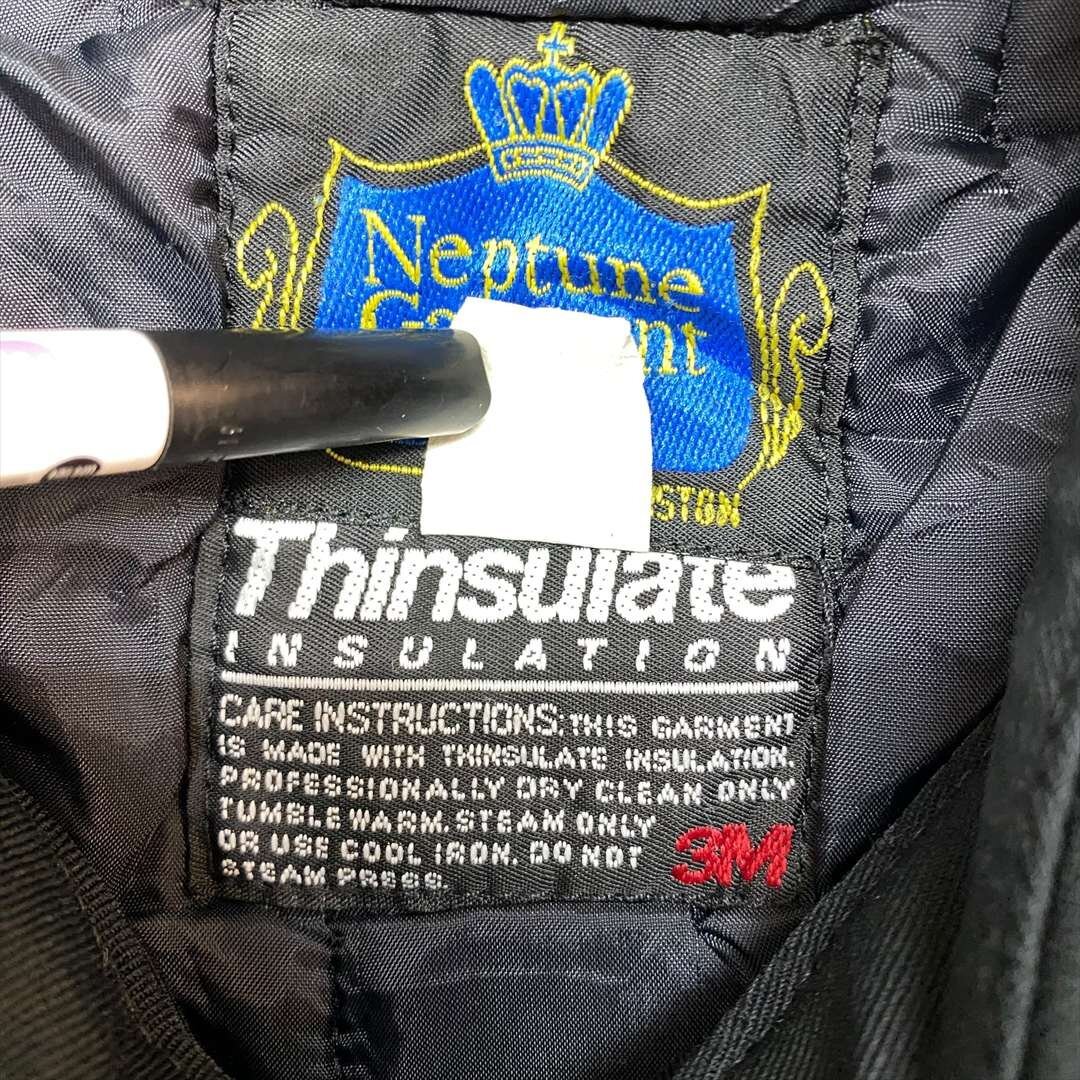 Neptune
Thinsulate
INSULATION
CARE INSTRUCTIONS: THIS GARMENT
IS MADE WITH THINSULATE INSULATION.
PROFESSIONALLY DRY CLEAN ONLY
TUMBLE WARM. STEAM ONLY
OR USE COOL IRON. DO NOT
STEAM PRESS.
3M